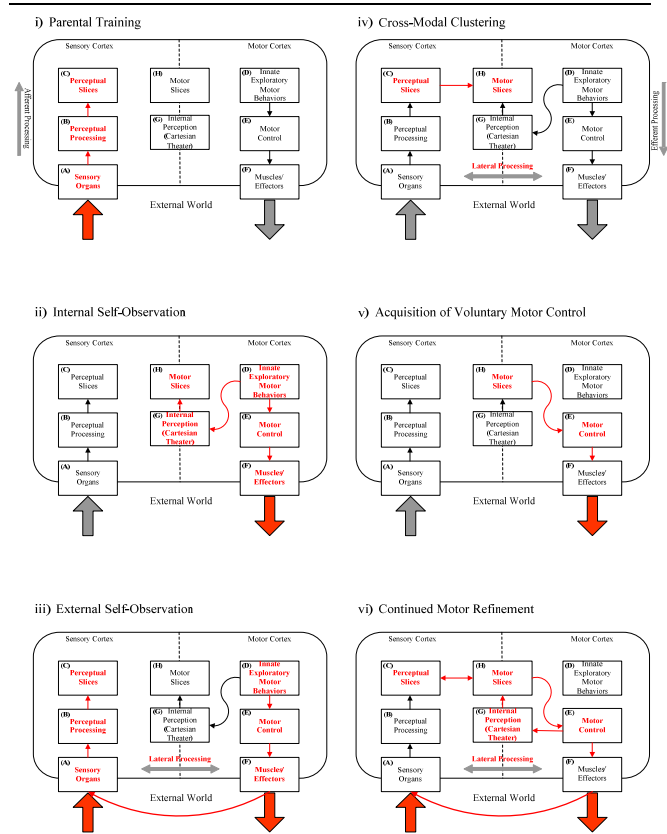 i) Parental Training
Sensory Cortex
Motor Cortex
Afferent Processing
(C)
Perceptual
Slices
(B)
Perceptual
Processing
(A)
Sensory
Organs
(H)
Motor
Slices
(G)
Internal
Perception
(Cartesian
Theater)
(D)
Innate
Exploratory
Motor
Behaviors
(E)
Motor
Control
(F)
Muscles/
Effectors
External World
iv) Cross-Modal Clustering
Sensory Cortex
Motor Cortex
Efferent Processing
(C)
Perceptual
Slices
(B)
Perceptual
Processing
(A)
Sensory
Organs
(H)
Motor
Slices
(G)
Internal
Perception
(Cartesian
Theater)
Lateral Processing
(D)
Innate
Exploratory
Motor
Behaviors
(E)
Motor
Control
(F)
Muscles/
Effectors
External World
ii) Internal Self-Observation
Sensory Cortex
Motor Cortex
(C)
Perceptual
Slices
(B)
Perceptual
Processing
(A)
Sensory
Organs
(H)
Motor
Slices
(G)
Internal
Perception
(Cartesian
Theater)
(D)
Innate
Exploratory
Motor
Behaviors
(E)
Motor
Control
(F)
Muscles/
Effectors
External World
v) Acquisition of Voluntary Motor Control
Sensory Cortex
Motor Cortex
(C)
Perceptual
Slices
(B)
Perceptual
Processing
(A)
Sensory
Organs
(H)
Motor
Slices
(G)
Internal
Perception
(Cartesian
Theater)
(D)
Innate
Exploratory
Motor
Behaviors
(E)
Motor
Control
(F)
Muscles/
Effectors
External World
iii) External Self-Observation
Sensory Cortex
Motor Cortex
(C)
Perceptual
Slices
(B)
Perceptual
Processing
(A)
Sensory
Organs
(H)
Motor
Slices
(G)
Internal
Perception
(Cartesian
Theater)
Lateral Processing
(D)
Innate
Exploratory
Motor
Behaviors
(E)
Motor
Control
(F)
Muscles/
Effectors
External World
vi) Continued Motor Refinement
Sensory Cortex
Motor Cortex
(C)
Perceptual
Slices
(B)
Perceptual
Processing
(A)
Sensory
Organs
(H)
Motor
Slices
(G)
Internal
Perception
(Cartesian
Theater)
Lateral Processing
(D)
Innate
Exploratory
Motor
Behaviors
(E)
Motor
Control
(F)
Muscles/
Effectors
External World